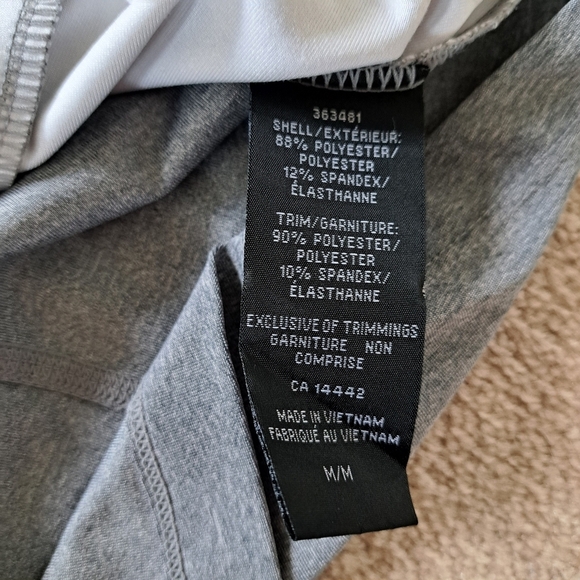 363481
SHELL/EXTÉRIEUR:
88% POLYESTER/
POLYESTER
12% SPANDEX/
ÉLASTHANNE
TRIM/GARNITURE:
90% POLYESTER/
POLYESTER
10% SPANDEX/
ÉLASTHANNE
EXCLUSIVE OF TRIMMINGS
GARNITURE NON
COMPRISE
CA 14442
MADE IN VIETNAM
FABRIQUÉ AU VIETNAM
M/M